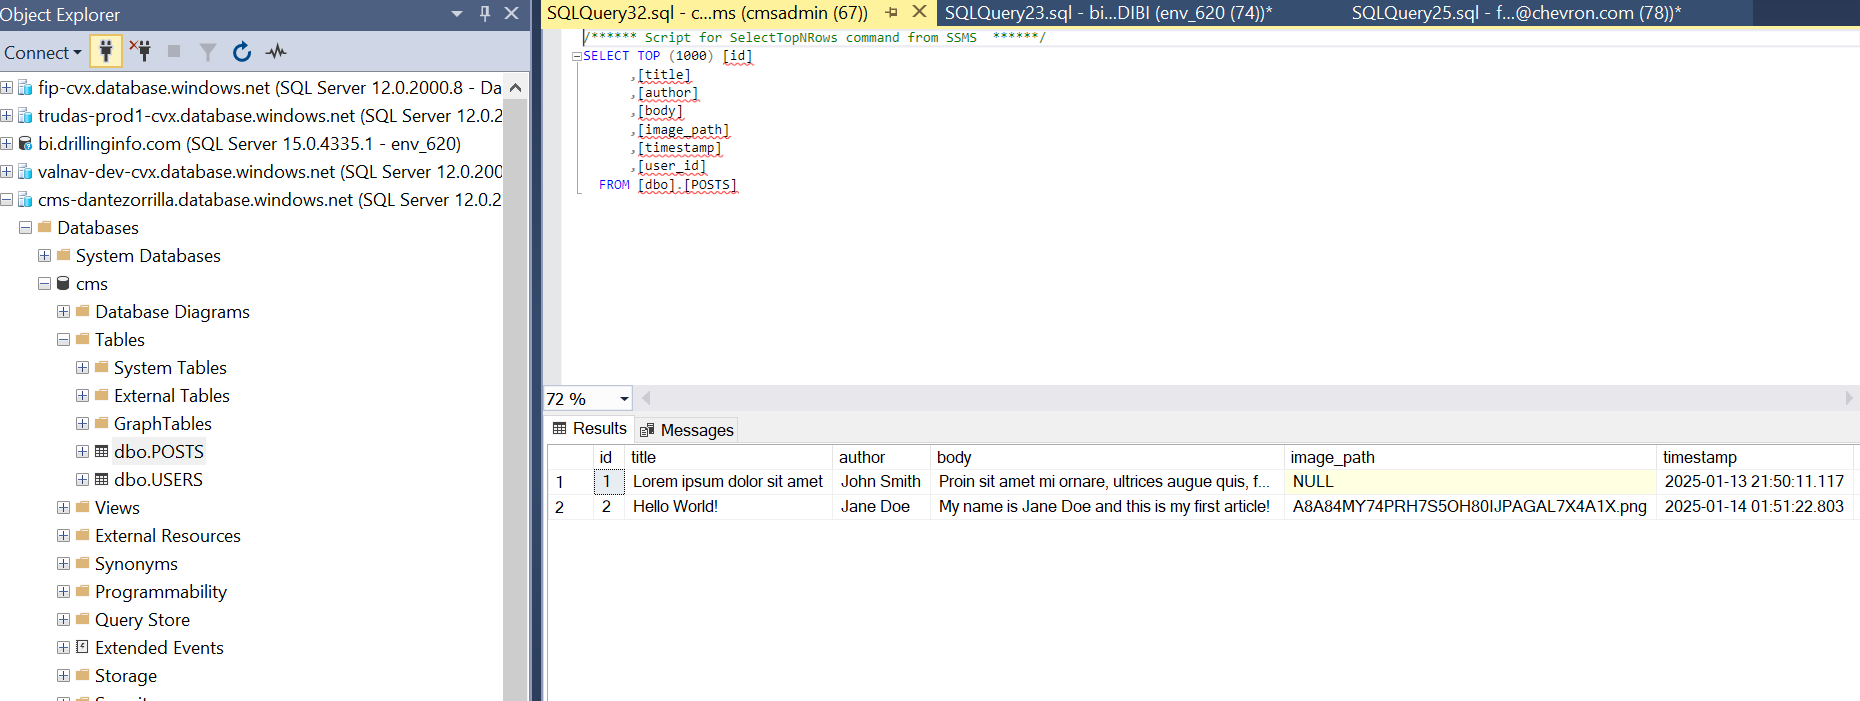 Object Explorer
Connect
fip-cvx.database.windows.net (SQL Server 12.0.2000.8 - Da
trudas-prod1-cvx.database.windows.net (SQL Server 12.0.2
bi.drillinginfo.com (SQL Server 15.0.4335.1 - env_620)
valnav-dev-cvx.database.windows.net (SQL Server 12.0.200
cms-dantezorrilla.database.windows.net (SQL Server 12.0.2
Databases
System Databases
cms
Database Diagrams
Tables
System Tables
External Tables
GraphTables
dbo.POSTS
dbo.USERS
Views
External Resources
Synonyms
Programmability
Query Store
Extended Events
Storage
SQLQuery32.sql - c...ms (cmsadmin (67)) SQLQuery23.sql - bi...DIBI (env_620 (74))* SQLQuery25.sql - f...@chevron.com (78))*
/****** Script for SelectTopNRows command from SSMS ******/
SELECT TOP (1000) [id]
,[title]
,[author]
,[body]
,[image_path]
,[timestamp]
,[user_id]
FROM [dbo].[POSTS]
72 %
Results Messages
id title author body image_path timestamp
1 1 Lorem ipsum dolor sit amet John Smith Proin sit amet mi ornare, ultrices augue quis, f... NULL 2025-01-13 21:50:11.117
2 2 Hello World! Jane Doe My name is Jane Doe and this is my first article! A8A84MY74PRH7S5OH80IJPAGAL7X4A1X.png 2025-01-14 01:51:22.803